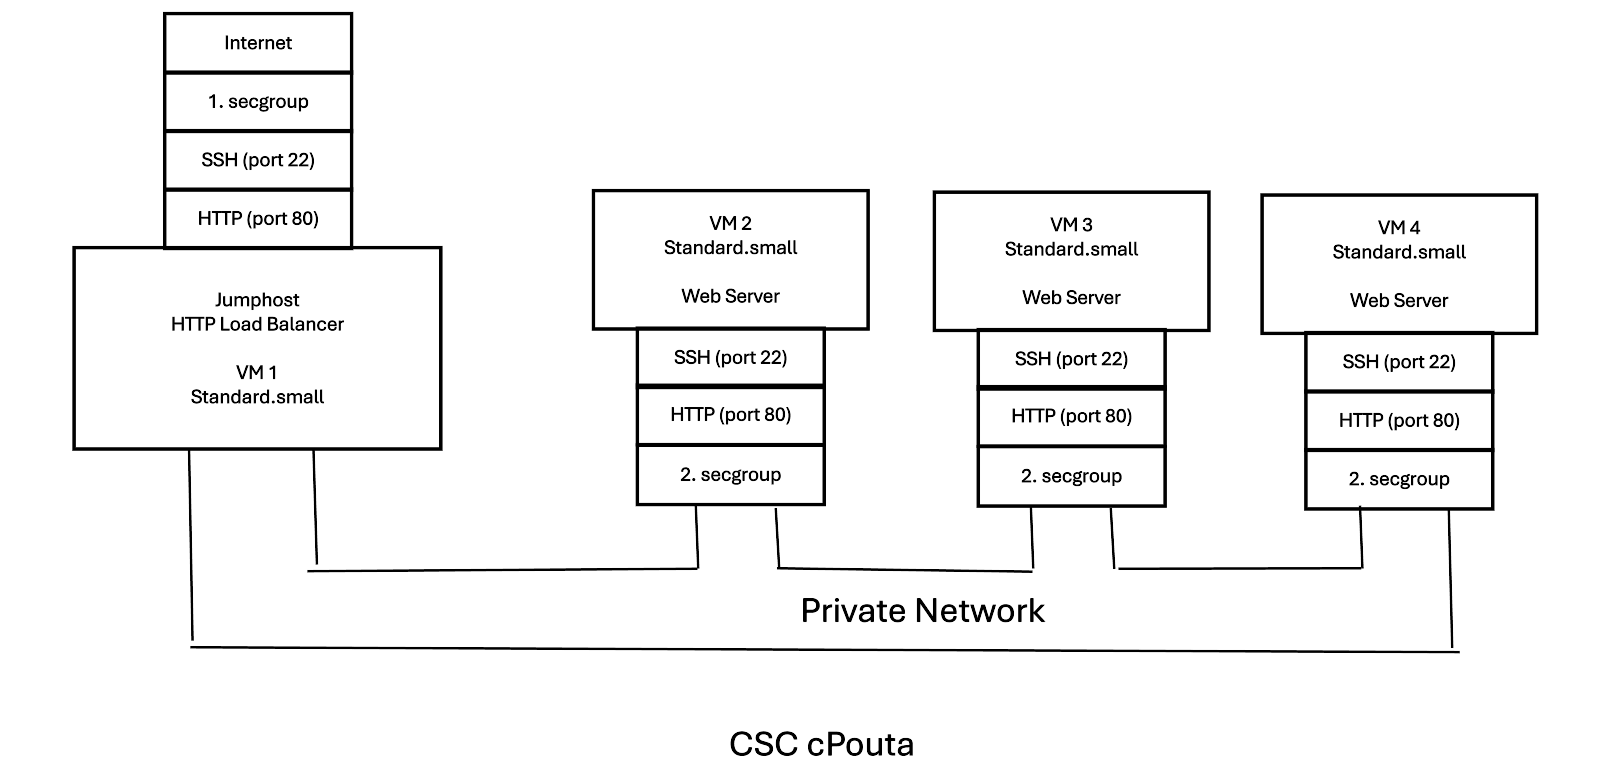 Internet
1. secgroup
SSH (port 22)
HTTP (port 80)
Jumphost
HTTP Load Balancer
VM 1
Standard.small
VM 2
Standard.small
Web Server
SSH (port 22)
HTTP (port 80)
2. secgroup
VM 3
Standard.small
Web Server
SSH (port 22)
HTTP (port 80)
2. secgroup
VM 4
Standard.small
Web Server
SSH (port 22)
HTTP (port 80)
2. secgroup
Private Network
CSC cPouta